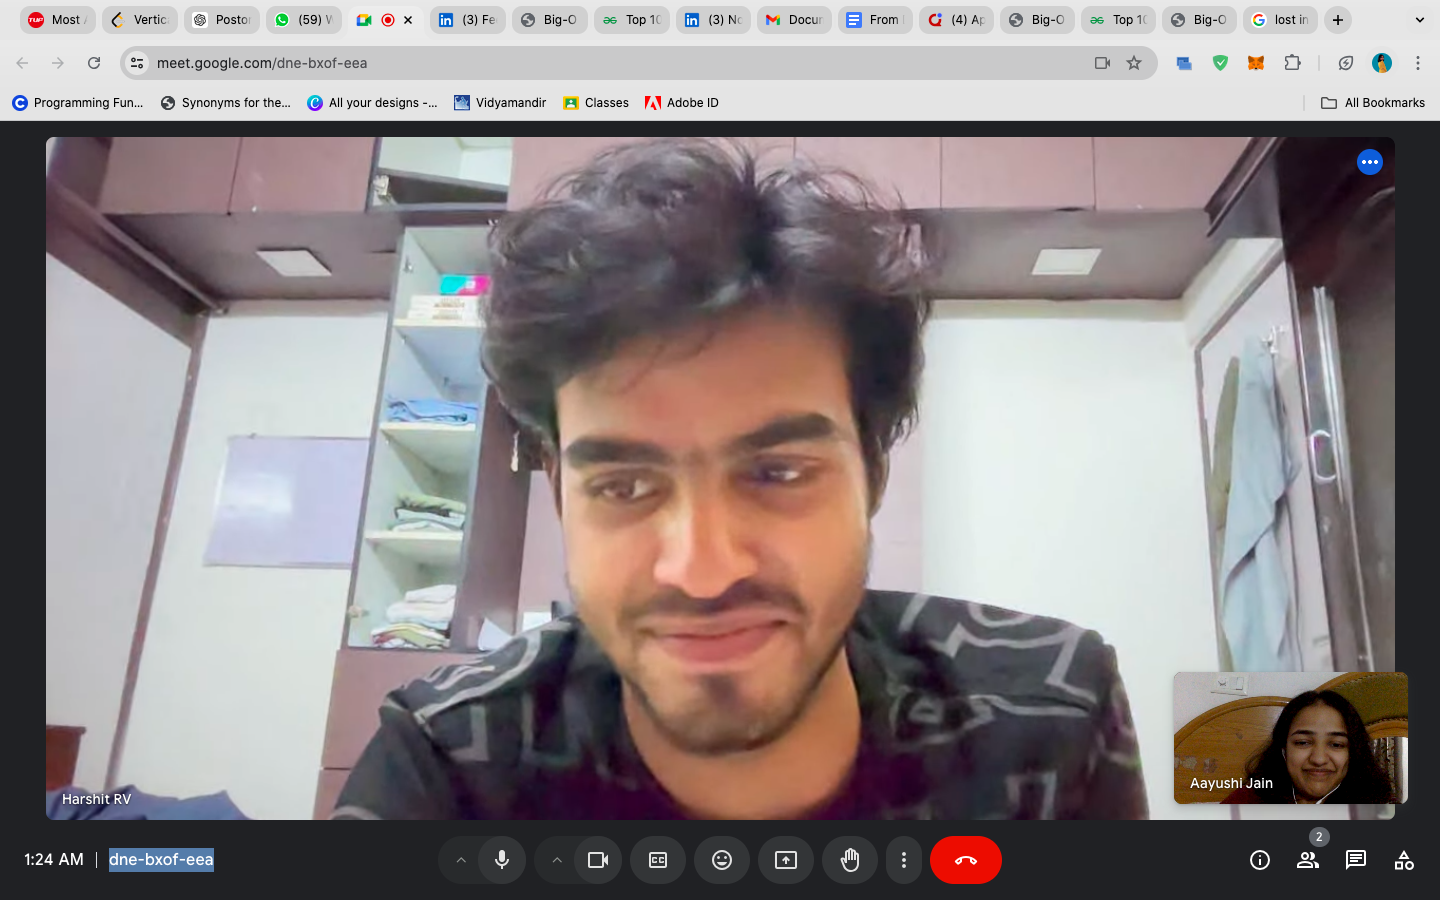 Most A
Vertic
Postor
(59) W
(3) Fe
Big-O
Top 10
(3) No
Docur
From
(4) Ap
Big-O
Top 10
Big-O
lost in
meet.google.com/dne-bxof-eea
Programming Fun...
Synonyms for the...
All your designs -...
Vidyamandir
Classes
Adobe ID
All Bookmarks
Harshit RV
Aayushi Jain
1:24 AM | dne-bxof-eea
2